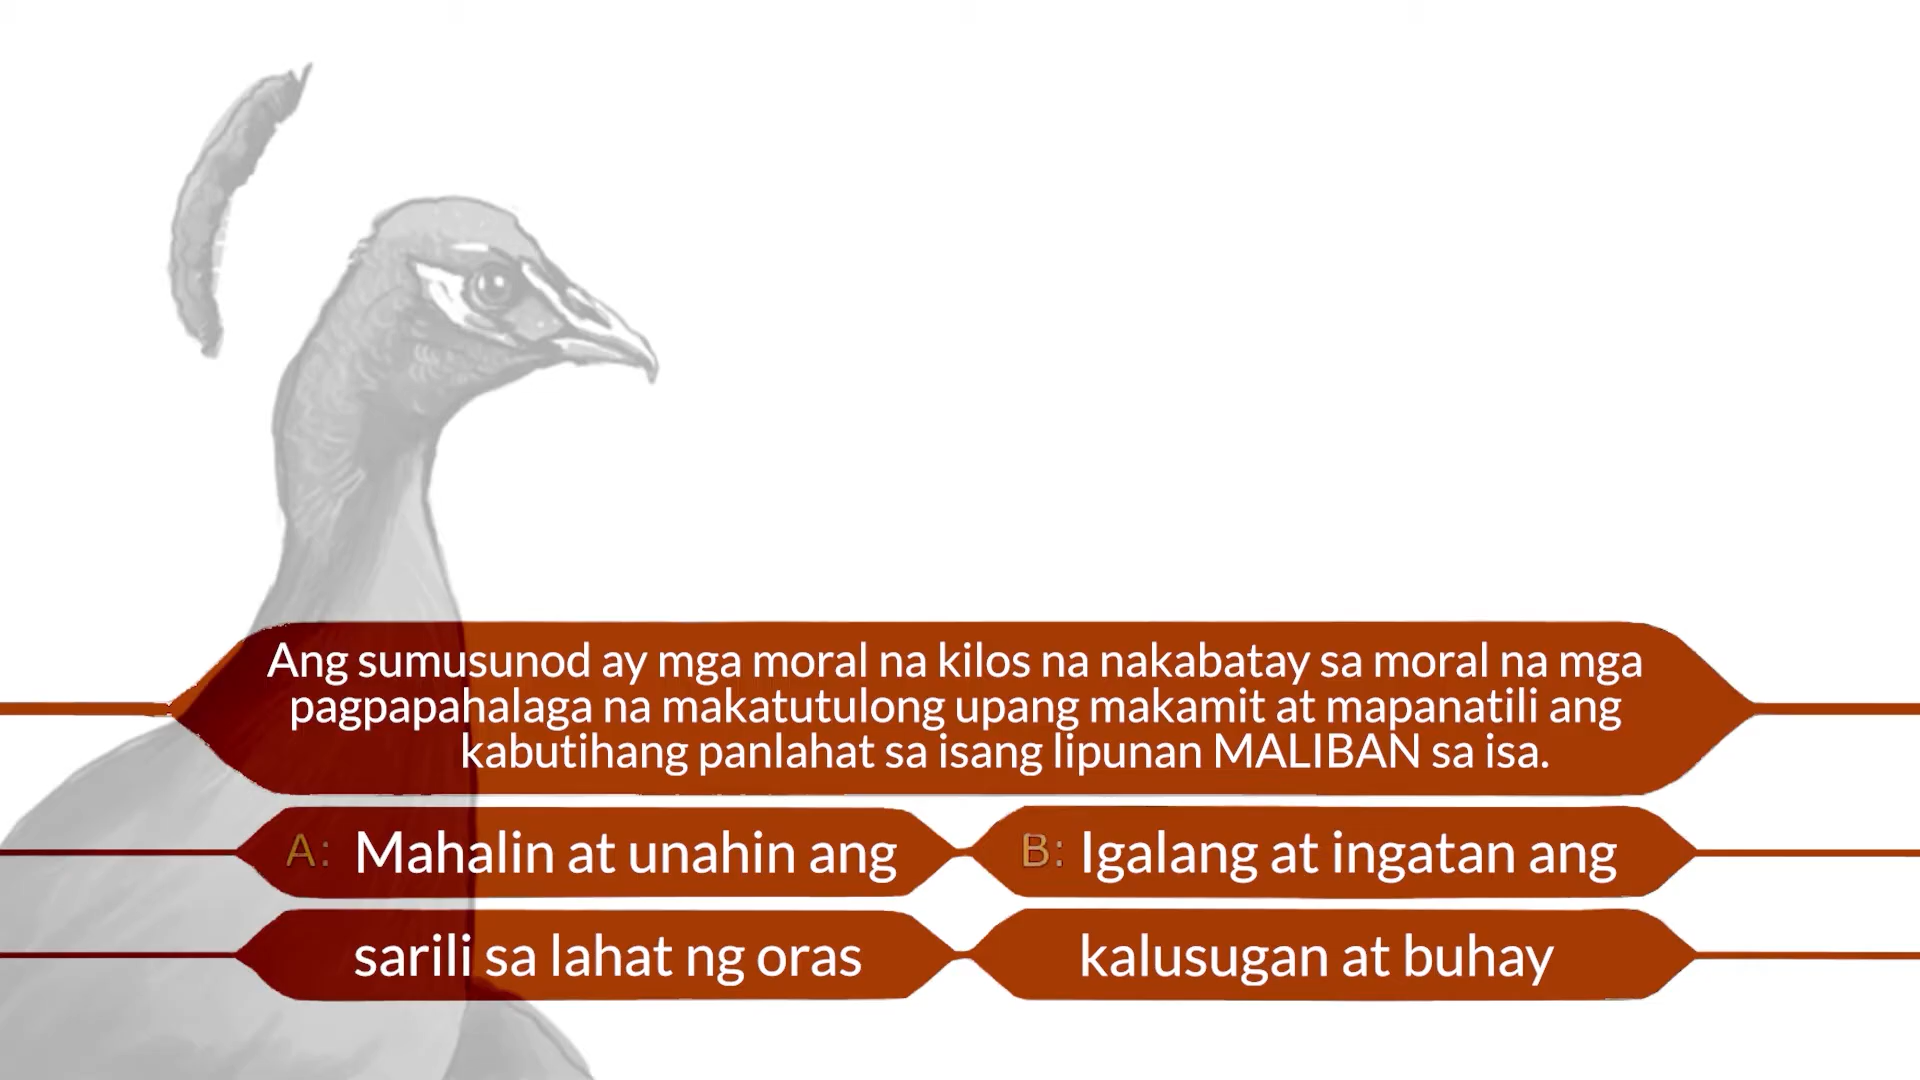 Ang sumusunod ay mga moral na kilos na nakabatay sa moral na mga
pagpapahalaga na makatutulong upang makamit at mapanatili ang
kabutihang panlahat sa isang lipunan MALIBAN sa isa.
A: Mahalin at unahin ang
sarili sa lahat ng oras
B: Igalang at ingatan ang
kalusugan at buhay